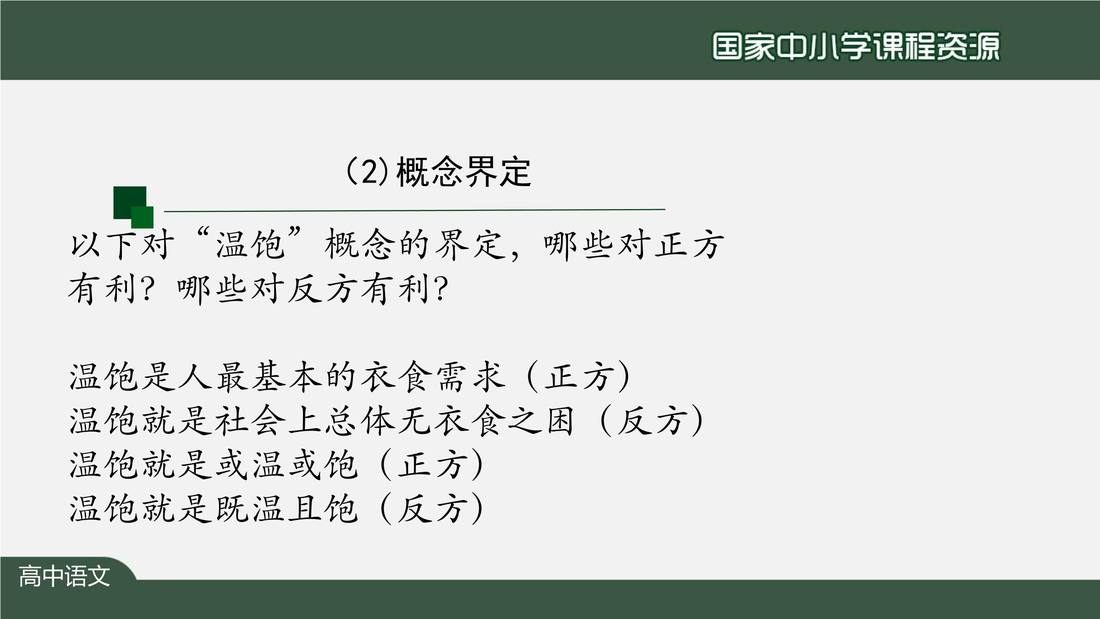 国家中小学课程资源
(2)概念界定
以下对“温饱”概念的界定，哪些对正方
有利？哪些对反方有利？
温饱是人最基本的衣食需求（正方）
温饱就是社会上总体无衣食之困（反方）
温饱就是或温或饱（正方）
温饱就是既温且饱（反方）
高中语文